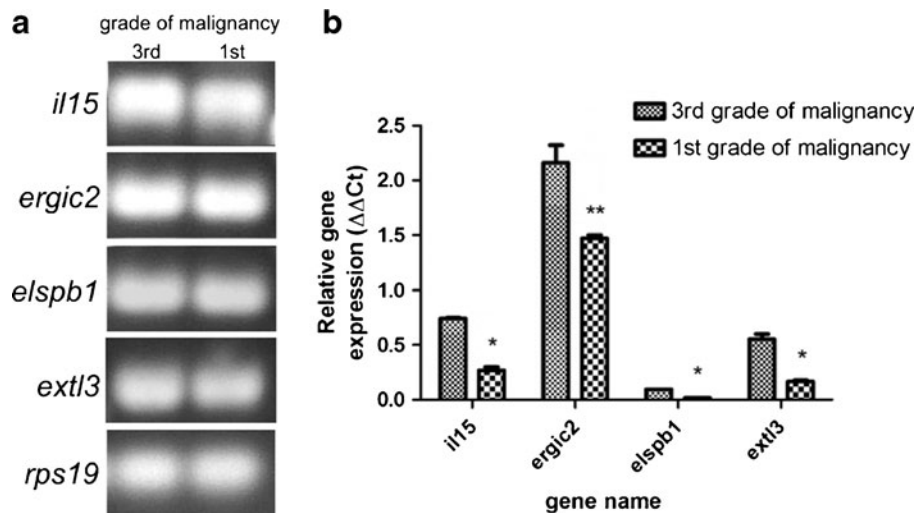 a
grade of malignancy
3rd 1st
il15
ergic2
elspb1
extl3
rps19
b
3rd grade of malignancy
1st grade of malignancy
Relative gene
expression (ΔΔCt)
2.5
2.0
1.5
1.0
0.5
0.0
*
**
*
*
il15
ergic2
elspb1
extl3
gene name